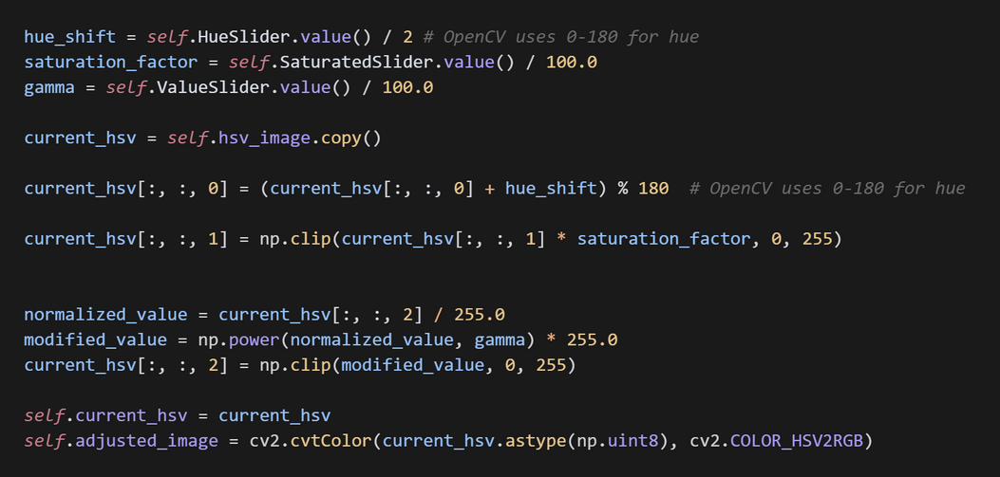 hue_shift = self.HueSlider.value() / 2 # OpenCV uses 0-180 for hue
saturation_factor = self.SaturatedSlider.value() / 100.0
gamma = self.ValueSlider.value() / 100.0
current_hsv = self.hsv_image.copy()
current_hsv[:, :, 0] = (current_hsv[:, :, 0] + hue_shift) % 180  # OpenCV uses 0-180 for hue
current_hsv[:, :, 1] = np.clip(current_hsv[:, :, 1] * saturation_factor, 0, 255)
normalized_value = current_hsv[:, :, 2] / 255.0
modified_value = np.power(normalized_value, gamma) * 255.0
current_hsv[:, :, 2] = np.clip(modified_value, 0, 255)
self.current_hsv = current_hsv
self.adjusted_image = cv2.cvtColor(current_hsv.astype(np.uint8), cv2.COLOR_HSV2RGB)